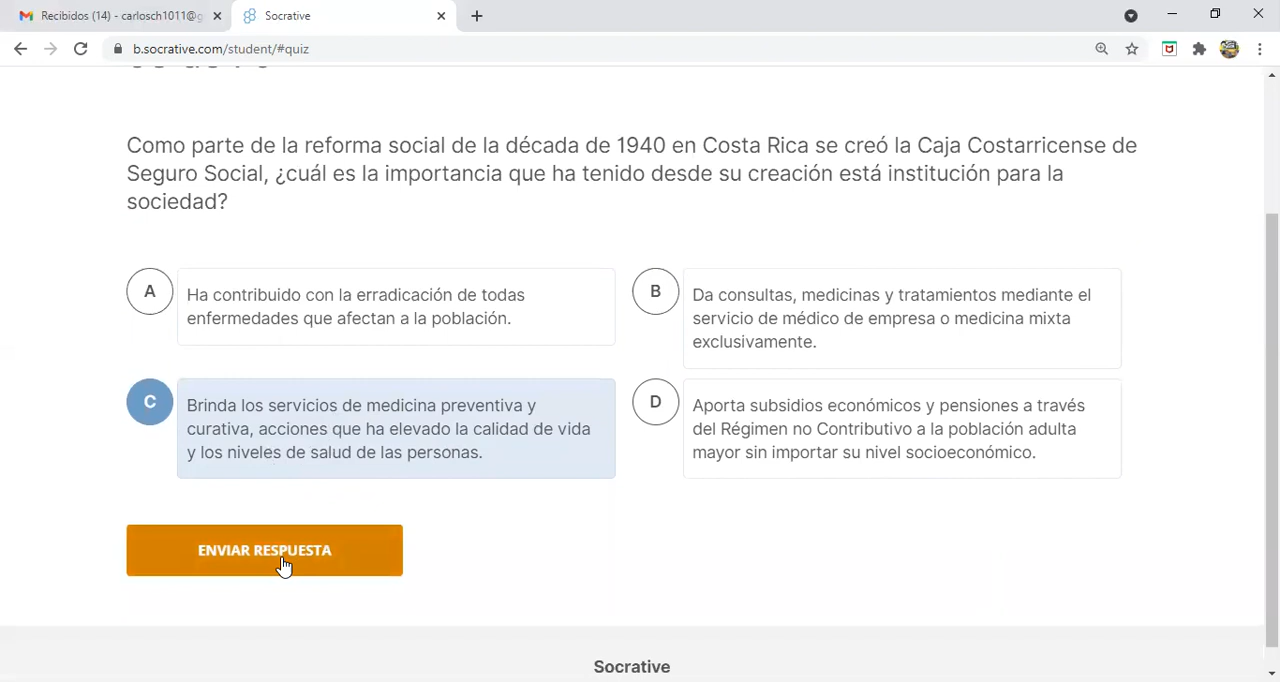 Recibidos (14) - carlosch1011@g
Socrative
b.socrative.com/student/#quiz
Como parte de la reforma social de la década de 1940 en Costa Rica se creó la Caja Costarricense de
Seguro Social, ¿cuál es la importancia que ha tenido desde su creación está institución para la
sociedad?
A
Ha contribuido con la erradicación de todas
enfermedades que afectan a la población.
B
Da consultas, medicinas y tratamientos mediante el
servicio de médico de empresa o medicina mixta
exclusivamente.
C
Brinda los servicios de medicina preventiva y
curativa, acciones que ha elevado la calidad de vida
y los niveles de salud de las personas.
D
Aporta subsidios económicos y pensiones a través
del Régimen no Contributivo a la población adulta
mayor sin importar su nivel socioeconómico.
ENVIAR RESPUESTA
Socrative